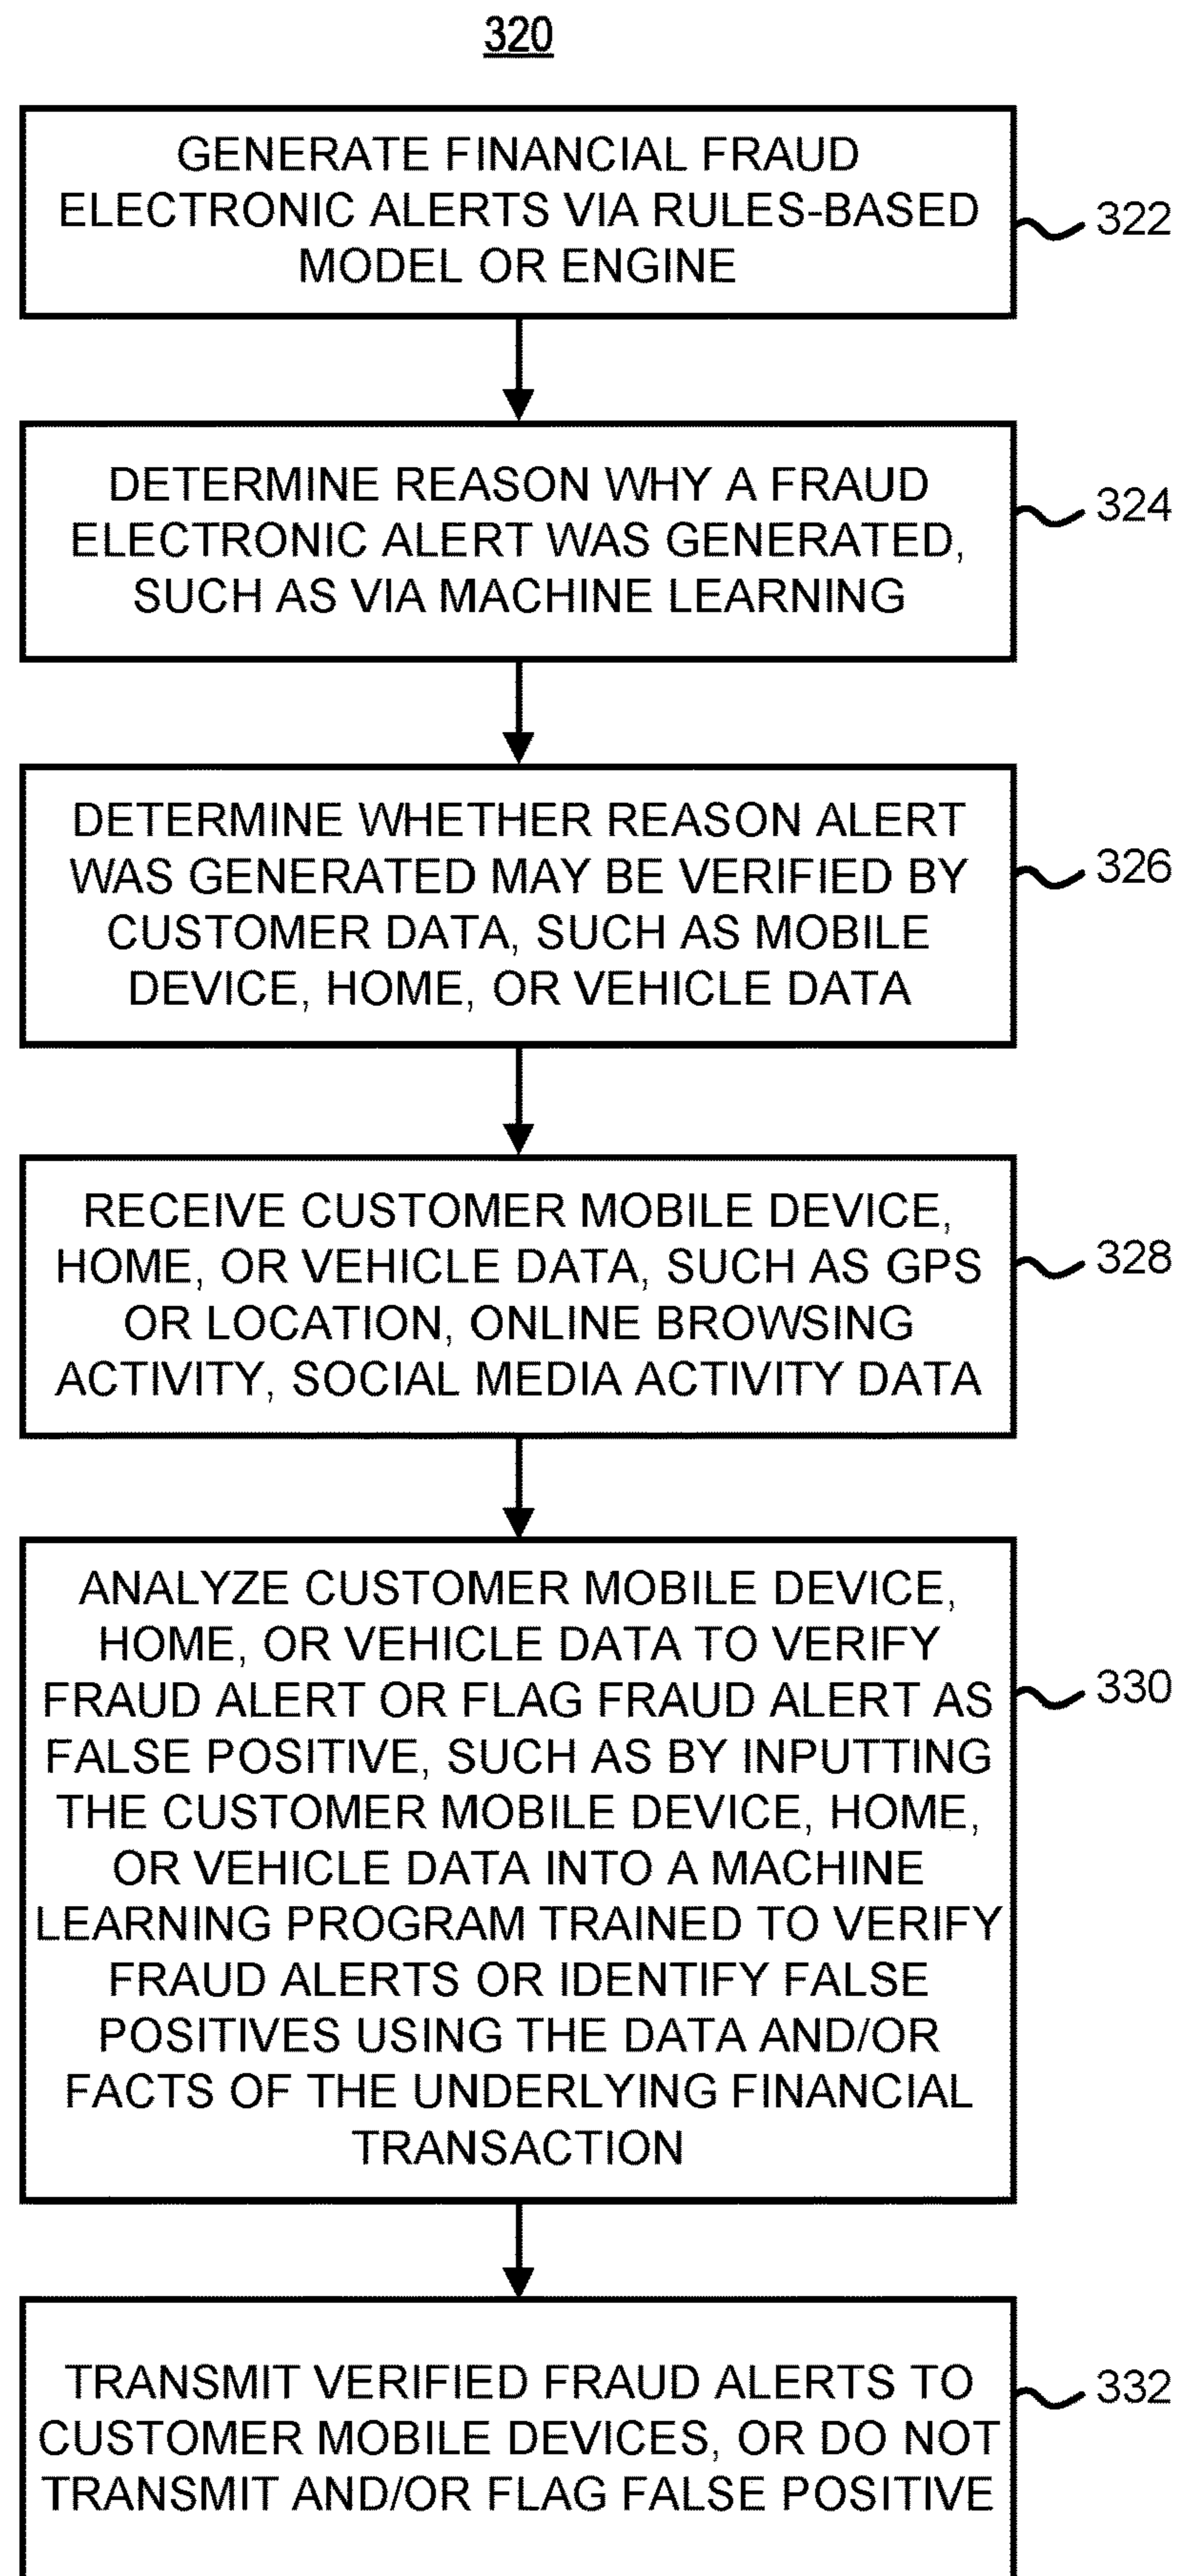 320
GENERATE FINANCIAL FRAUD
ELECTRONIC ALERTS VIA RULES-BASED
MODEL OR ENGINE
322
DETERMINE REASON WHY A FRAUD
ELECTRONIC ALERT WAS GENERATED,
SUCH AS VIA MACHINE LEARNING
324
DETERMINE WHETHER REASON ALERT
WAS GENERATED MAY BE VERIFIED BY
CUSTOMER DATA, SUCH AS MOBILE
DEVICE, HOME, OR VEHICLE DATA
326
RECEIVE CUSTOMER MOBILE DEVICE,
HOME, OR VEHICLE DATA, SUCH AS GPS
OR LOCATION, ONLINE BROWSING
ACTIVITY, SOCIAL MEDIA ACTIVITY DATA
328
ANALYZE CUSTOMER MOBILE DEVICE,
HOME, OR VEHICLE DATA TO VERIFY
FRAUD ALERT OR FLAG FRAUD ALERT AS
FALSE POSITIVE, SUCH AS BY INPUTTING
THE CUSTOMER MOBILE DEVICE, HOME,
OR VEHICLE DATA INTO A MACHINE
LEARNING PROGRAM TRAINED TO VERIFY
FRAUD ALERTS OR IDENTIFY FALSE
POSITIVES USING THE DATA AND/OR
FACTS OF THE UNDERLYING FINANCIAL
TRANSACTION
330
TRANSMIT VERIFIED FRAUD ALERTS TO
CUSTOMER MOBILE DEVICES, OR DO NOT
TRANSMIT AND/OR FLAG FALSE POSITIVE
332